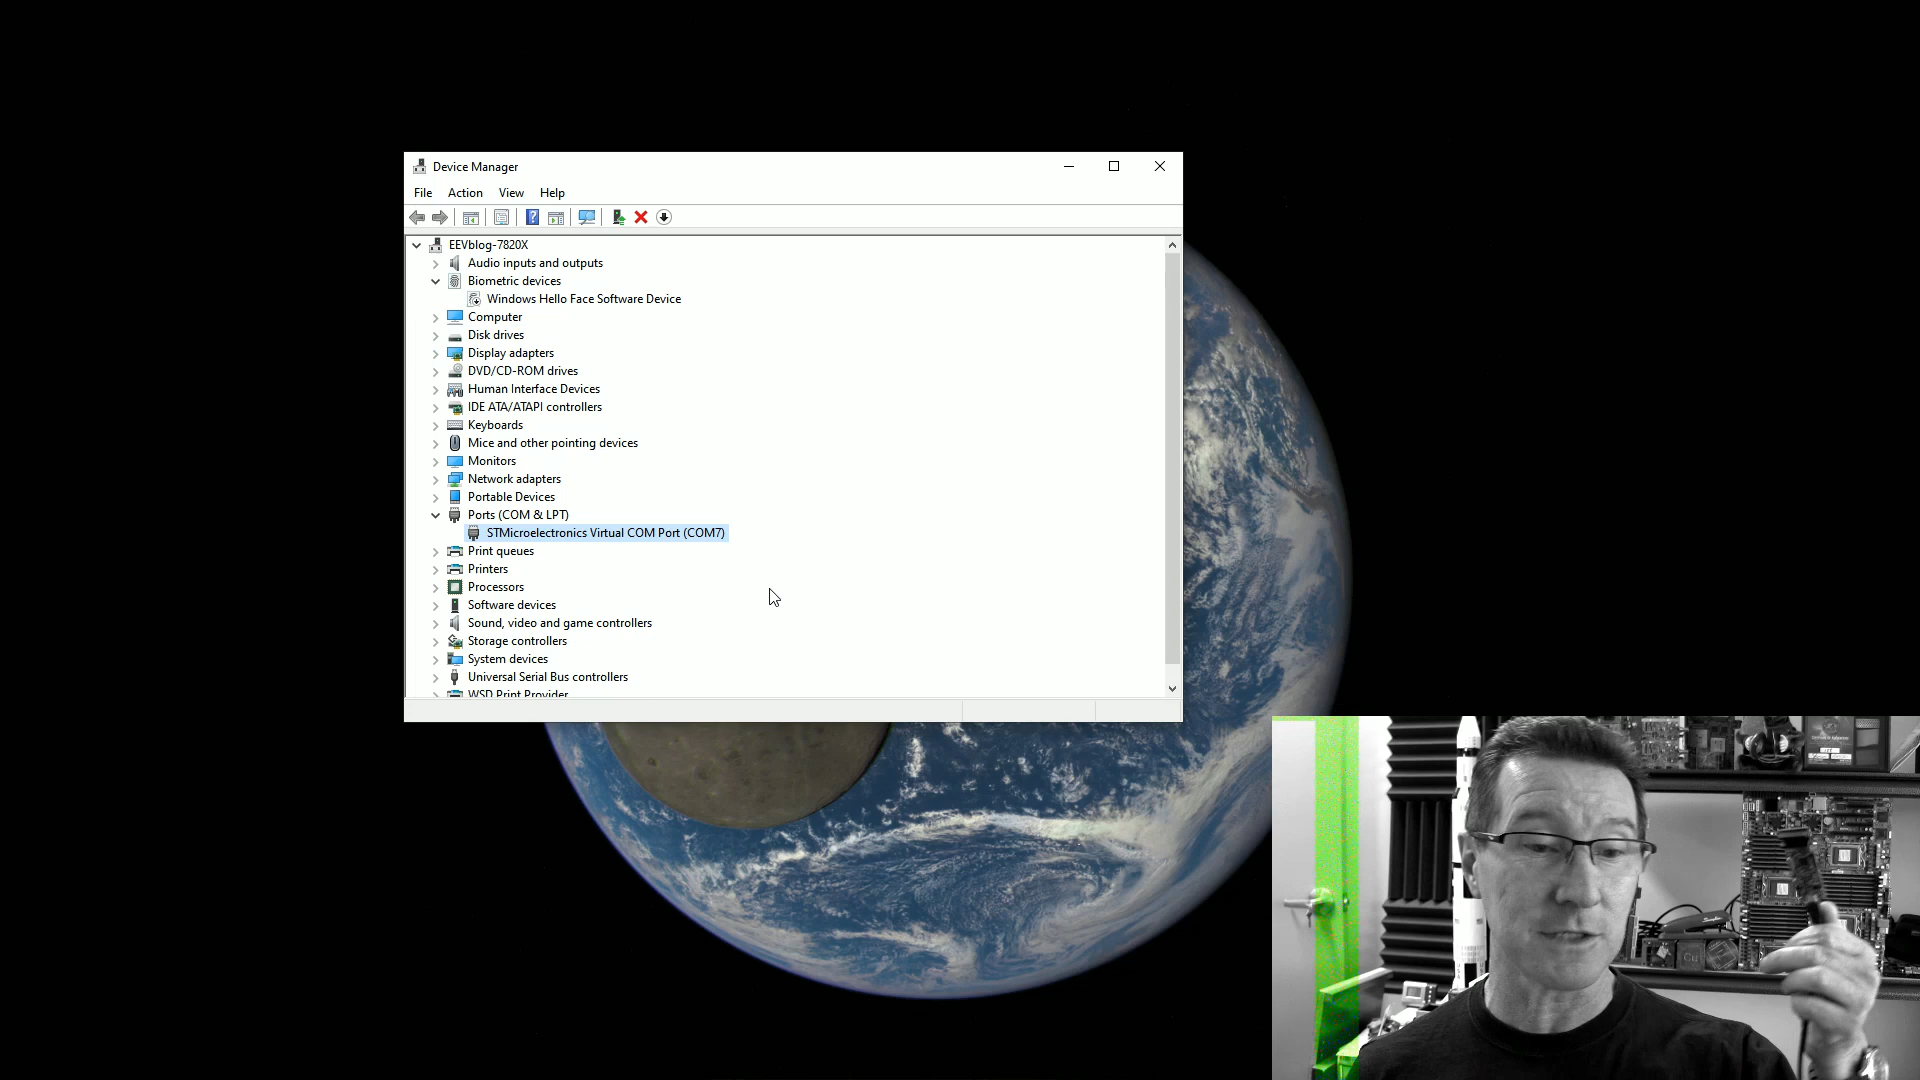 Device Manager
File Action View Help
EEVblog-7820X
Audio inputs and outputs
Biometric devices
Windows Hello Face Software Device
Computer
Disk drives
Display adapters
DVD/CD-ROM drives
Human Interface Devices
IDE ATA/ATAPI controllers
Keyboards
Mice and other pointing devices
Monitors
Network adapters
Portable Devices
Ports (COM & LPT)
STMicroelectronics Virtual COM Port (COM7)
Print queues
Printers
Processors
Software devices
Sound, video and game controllers
Storage controllers
System devices
Universal Serial Bus controllers
WSD Print Provider
Cu